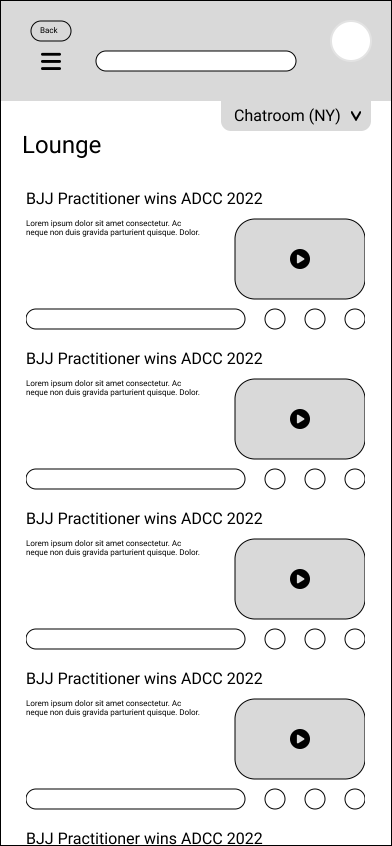 Back
Chatroom (NY)
Lounge
BJJ Practitioner wins ADCC 2022
Lorem ipsum dolor sit amet consectetur. Ac
neque non duis gravida parturient quisque. Dolor.
BJJ Practitioner wins ADCC 2022
Lorem ipsum dolor sit amet consectetur. Ac
neque non duis gravida parturient quisque. Dolor.
BJJ Practitioner wins ADCC 2022
Lorem ipsum dolor sit amet consectetur. Ac
neque non duis gravida parturient quisque. Dolor.
BJJ Practitioner wins ADCC 2022
Lorem ipsum dolor sit amet consectetur. Ac
neque non duis gravida parturient quisque. Dolor.
BJJ Practitioner wins ADCC 2022